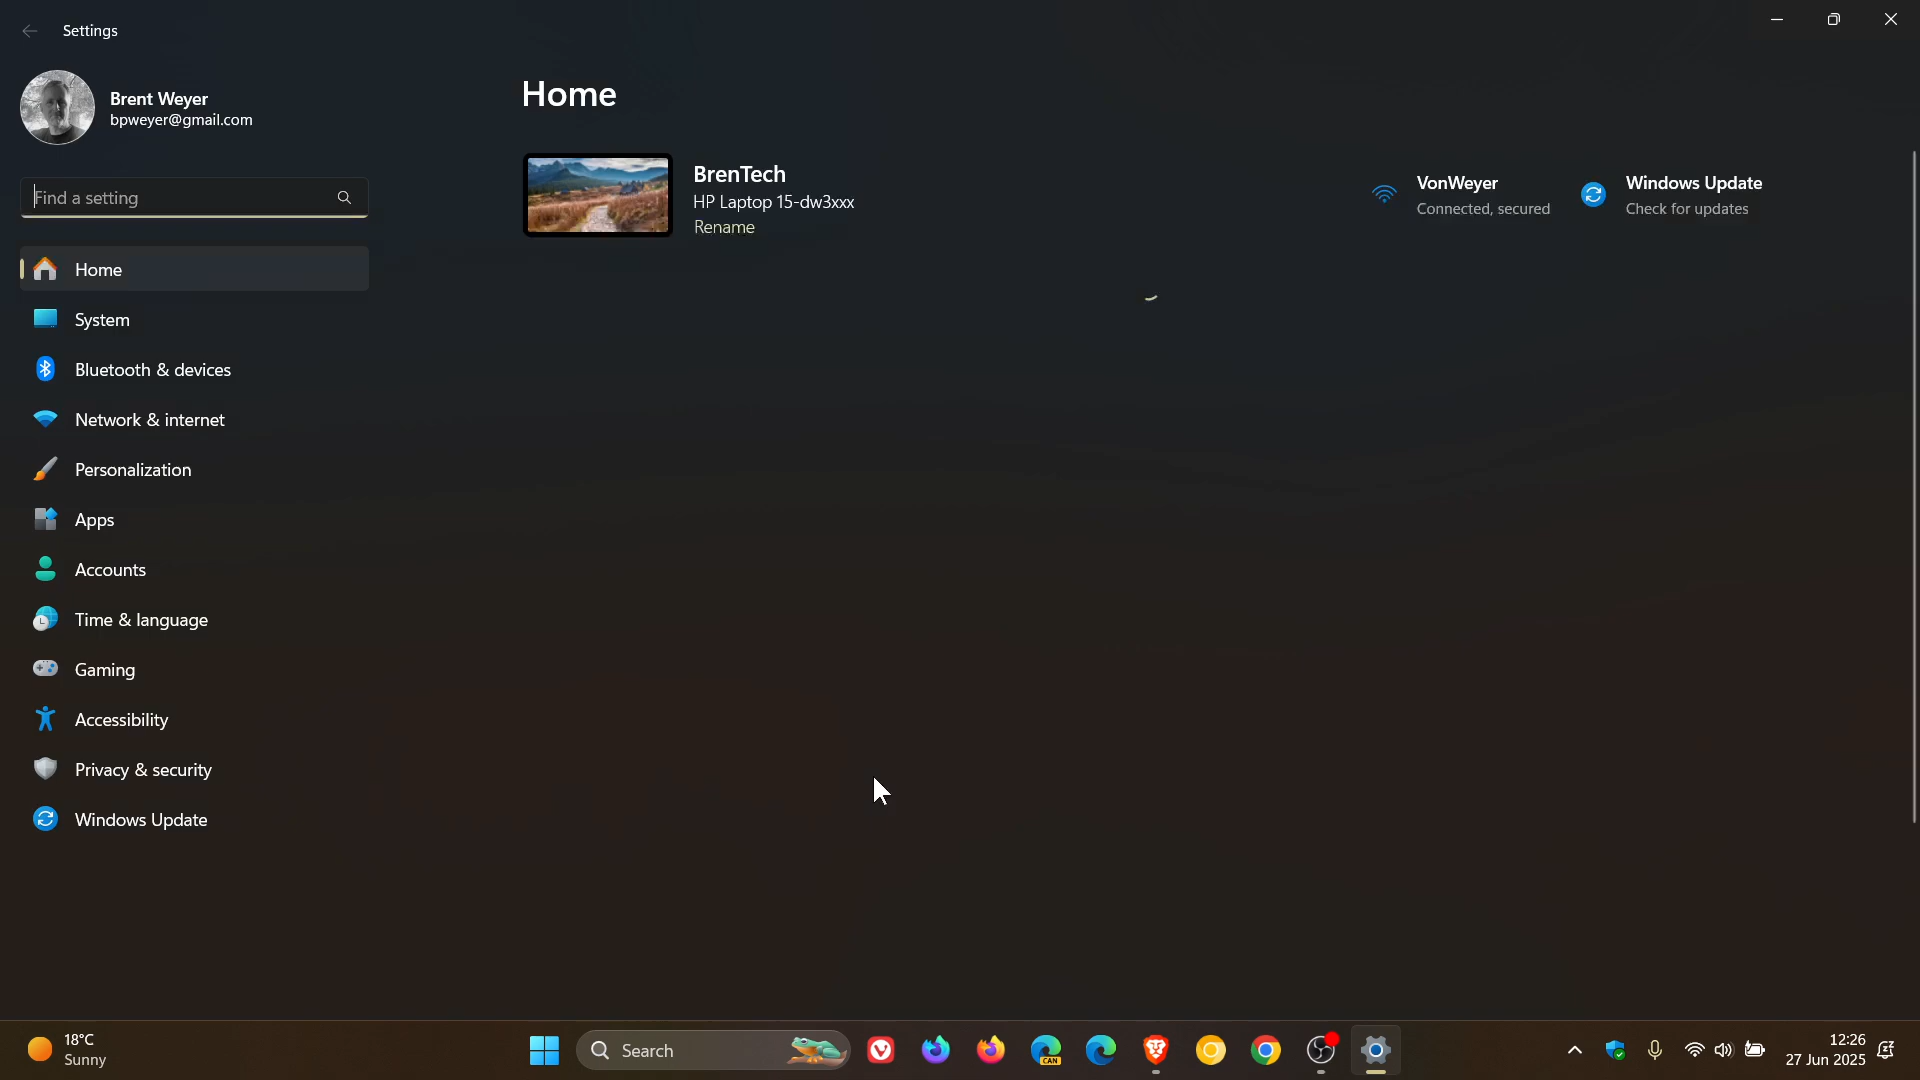 Settings
Brent Weyer
bpweyer@gmail.com
Find a setting
Home
System
Bluetooth & devices
Network & internet
Personalization
Apps
Accounts
Time & language
Gaming
Accessibility
Privacy & security
Windows Update
Home
BrenTech
HP Laptop 15-dw3xxx
Rename
VonWeyer
Connected, secured
Windows Update
Check for updates
18°C
Sunny
Search
CAN
12:26
27 Jun 2025